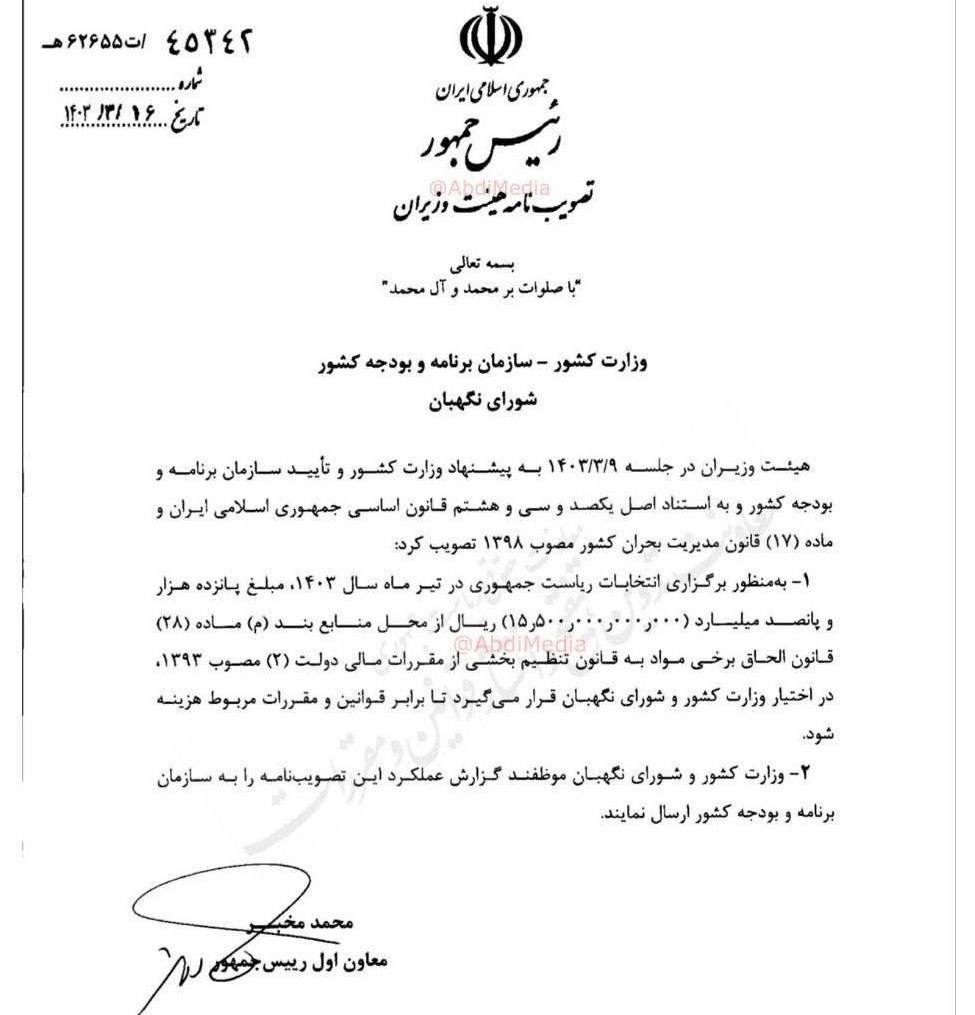 ۴۵۳۴۲ /ت۶۲۶۵۵هـ
شماره
تاریخ ۱۴۰۳/۳/۱۶
جمهوری اسلامی ایران
رئیس جمهور
@AbdiMedia
تصویب نامه هیئت وزیران
بسمه تعالی
"با صلوات بر محمد و آل محمد"
وزارت کشور – سازمان برنامه و بودجه کشور
شورای نگهبان
هیئت وزیران در جلسه ۱۴۰۳/۳/۹ به پیشنهاد وزارت کشور و تأیید سازمان برنامه و
بودجه کشور و به استناد اصل یکصد و سی و هشتم قانون اساسی جمهوری اسلامی ایران و
ماده (۱۷) قانون مدیریت بحران کشور مصوب ۱۳۹۸ تصویب کرد:
۱- به‌منظور برگزاری انتخابات ریاست جمهوری در تیر ماه سال ۱۴۰۳، مبلغ پانزده هزار
و پانصد میلیارد (۱۵٫۵۰۰٫۰۰۰٫۰۰۰٫۰۰۰) ریال از محل منابع بند (م) ماده (۲۸)
@AbdiMedia
قانون الحاق برخی مواد به قانون تنظیم بخشی از مقررات مالی دولت (۲) مصوب ۱۳۹۳،
در اختیار وزارت کشور و شورای نگهبان قرار می‌گیرد تا برابر قوانین و مقررات مربوط هزینه
شود.
۲- وزارت کشور و شورای نگهبان موظفند گزارش عملکرد این تصویب‌نامه را به سازمان
برنامه و بودجه کشور ارسال نمایند.
محمد مخبر
معاون اول رییس جمهور